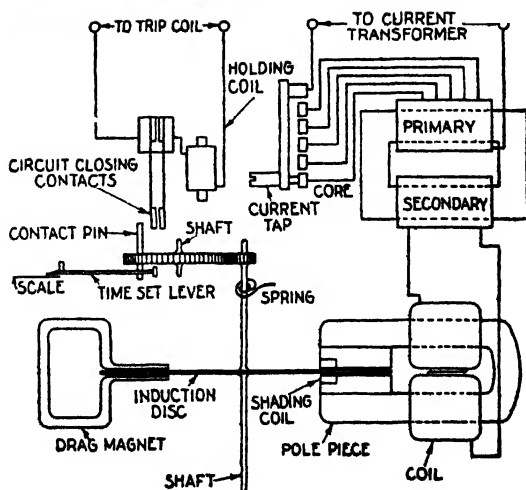 TO TRIP COIL
TO CURRENT
TRANSFORMER
HOLDING
COIL
PRIMARY
CIRCUIT CLOSING
CONTACTS
CORE
SECONDARY
CURRENT
TAP
CONTACT PIN
SHAFT
SCALE
TIME SET LEVER
SPRING
INDUCTION
DISC
SHADING
COIL
DRAG MAGNET
POLE PIECE
COIL
SHAFT